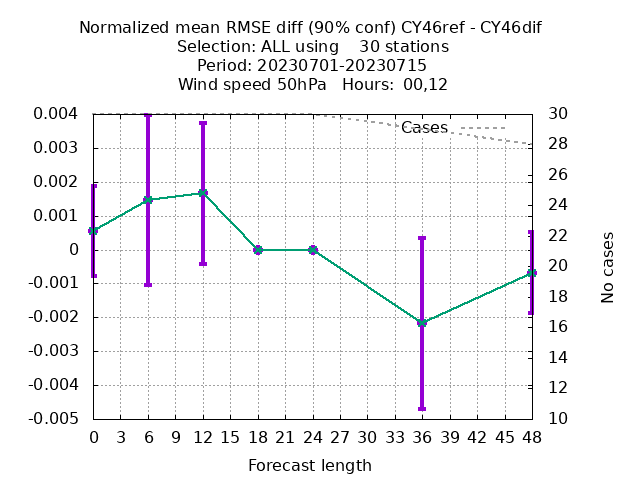 Normalized mean RMSE diff (90% conf) CY46ref - CY46dif
Selection: ALL using    30 stations
Period: 20230701-20230715
Wind speed 50hPa   Hours:  00,12
Cases
0.004
0.003
0.002
0.001
0
-0.001
-0.002
-0.003
-0.004
-0.005
30
28
26
24
22
20
18
16
14
12
10
No cases
0 3 6 9 12 15 18 21 24 27 30 33 36 39 42 45 48
Forecast length